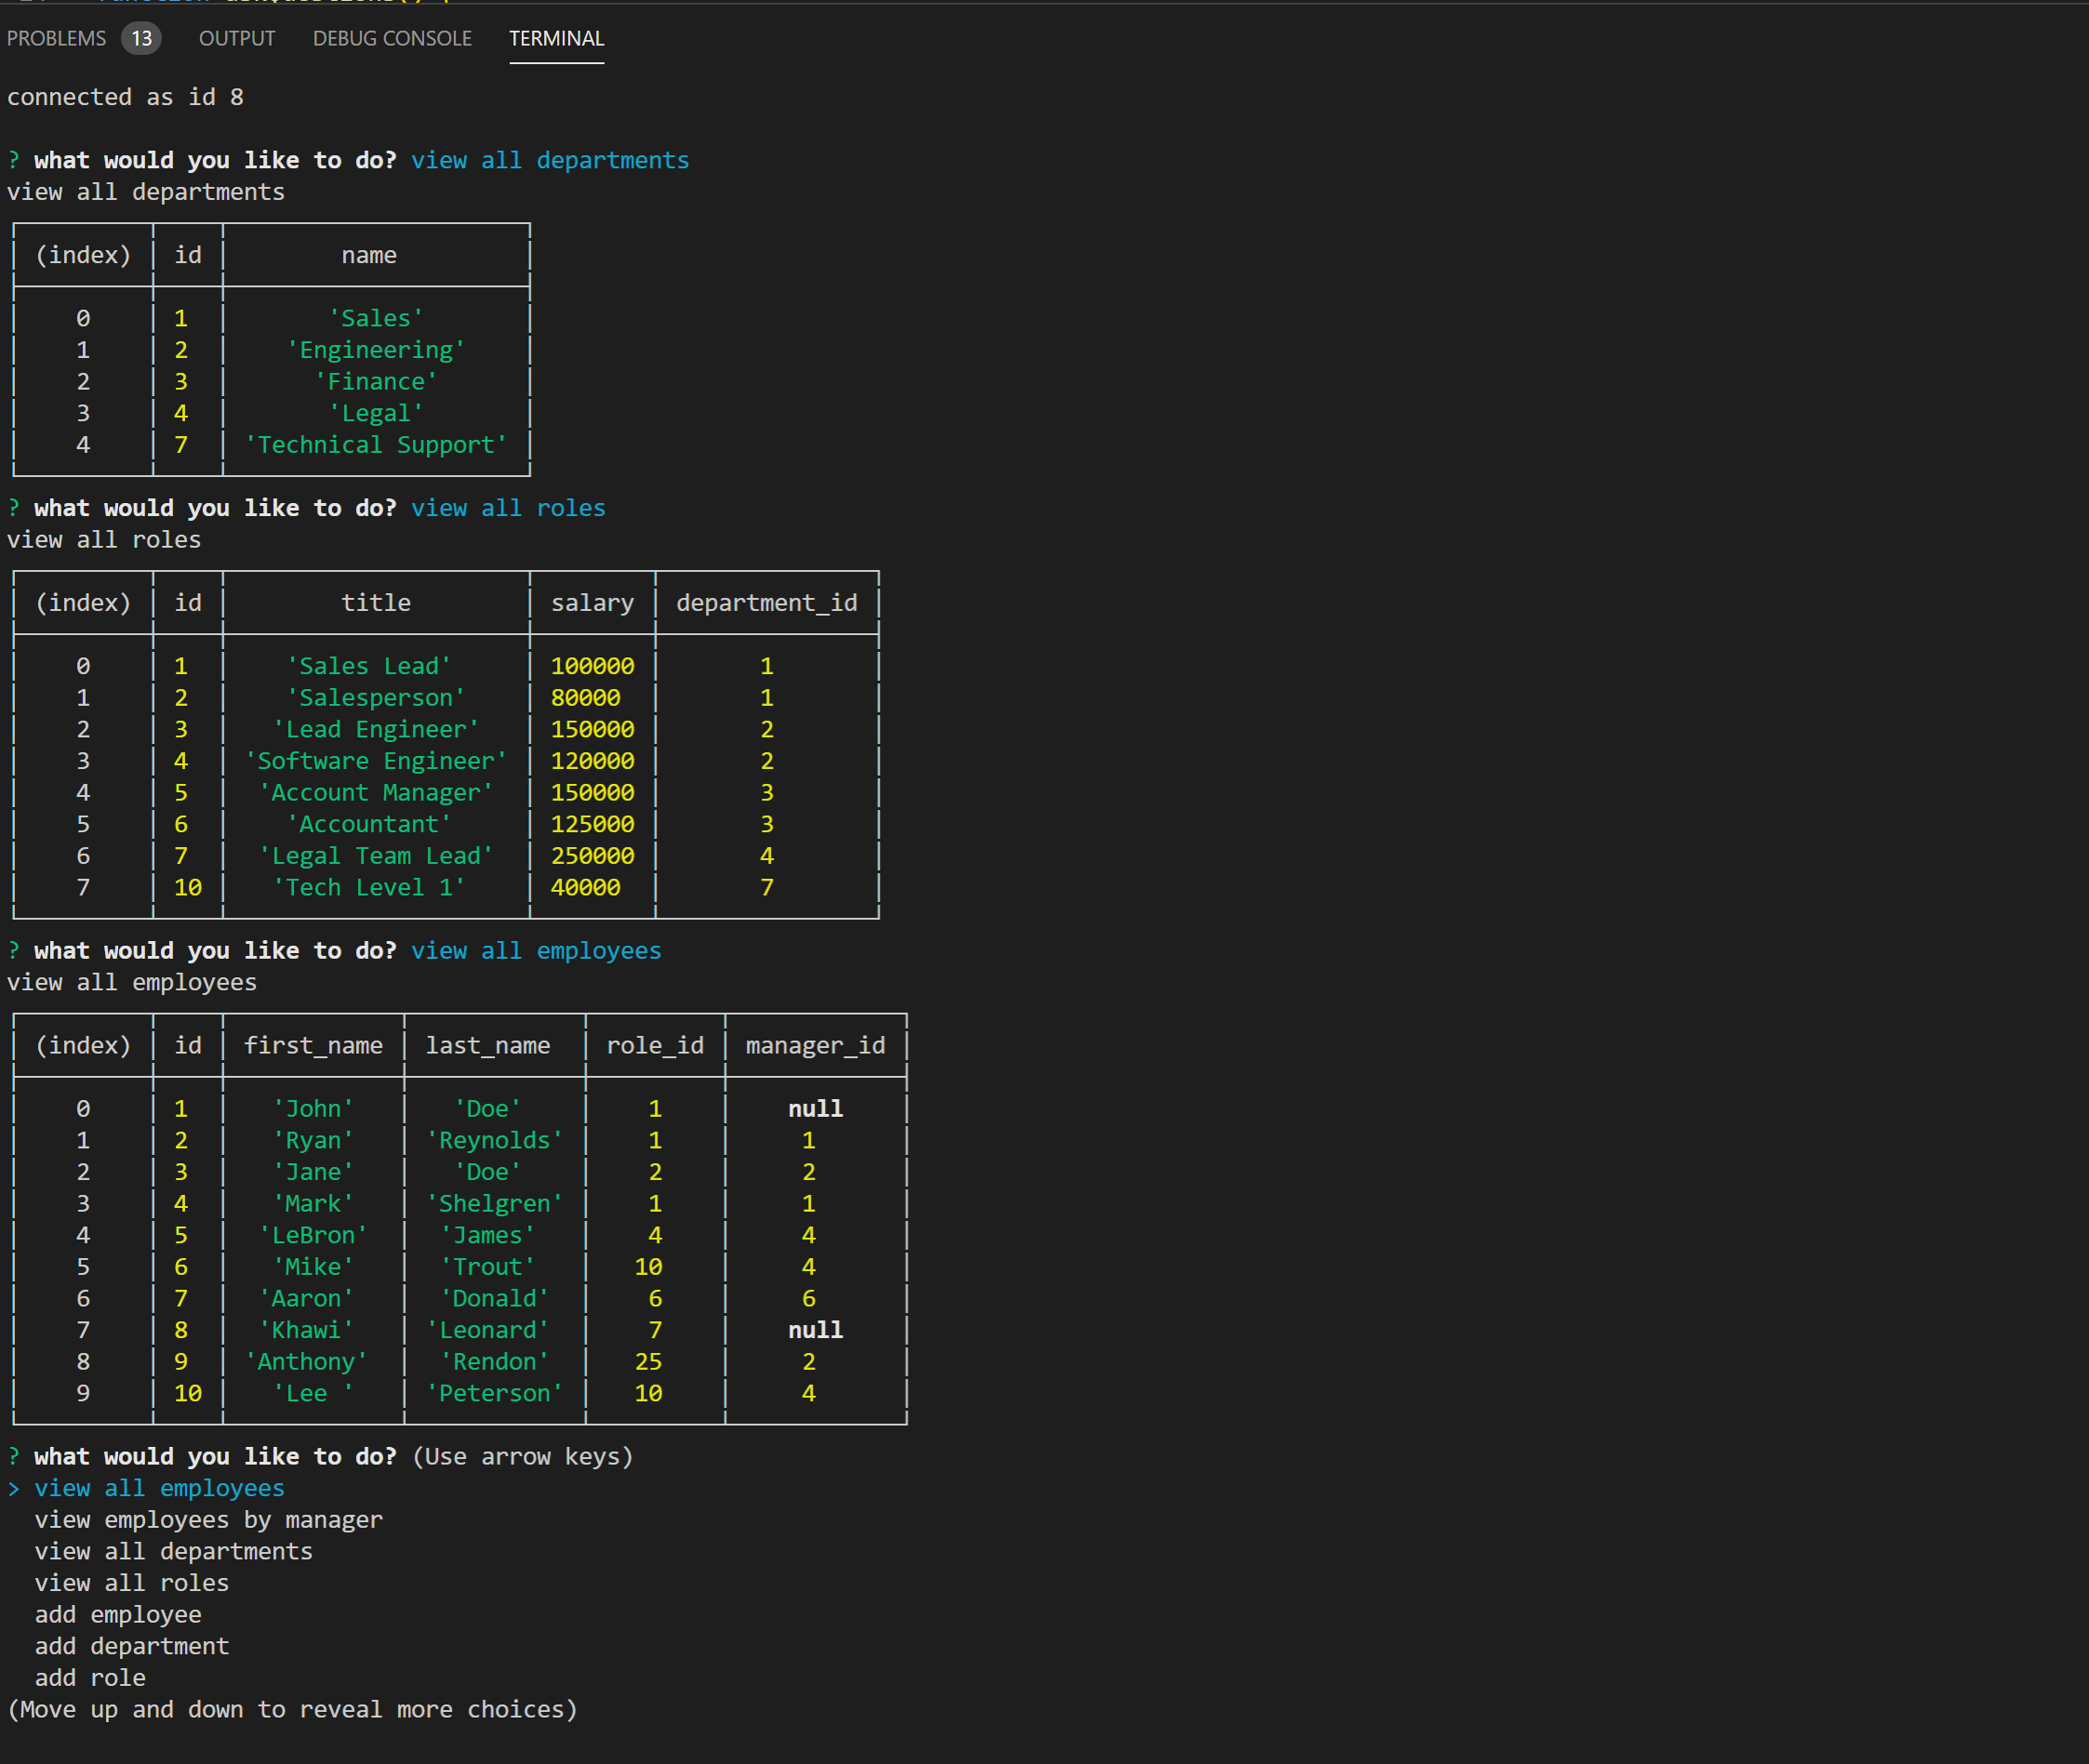 PROBLEMS 13 OUTPUT DEBUG CONSOLE TERMINAL
connected as id 8
? what would you like to do? view all departments
view all departments
(index) id name
0 1 'Sales'
1 2 'Engineering'
2 3 'Finance'
3 4 'Legal'
4 7 'Technical Support'
? what would you like to do? view all roles
view all roles
(index) id title salary department_id
0 1 'Sales Lead' 100000 1
1 2 'Salesperson' 80000 1
2 3 'Lead Engineer' 150000 2
3 4 'Software Engineer' 120000 2
4 5 'Account Manager' 150000 3
5 6 'Accountant' 125000 3
6 7 'Legal Team Lead' 250000 4
7 10 'Tech Level 1' 40000 7
? what would you like to do? view all employees
view all employees
(index) id first_name last_name role_id manager_id
0 1 'John' 'Doe' 1 null
1 2 'Ryan' 'Reynolds' 1 1
2 3 'Jane' 'Doe' 2 2
3 4 'Mark' 'Shelgren' 1 1
4 5 'LeBron' 'James' 4 4
5 6 'Mike' 'Trout' 10 4
6 7 'Aaron' 'Donald' 6 6
7 8 'Khawi' 'Leonard' 7 null
8 9 'Anthony' 'Rendon' 25 2
9 10 'Lee ' 'Peterson' 10 4
? what would you like to do? (Use arrow keys)
> view all employees
view employees by manager
view all departments
view all roles
add employee
add department
add role
(Move up and down to reveal more choices)